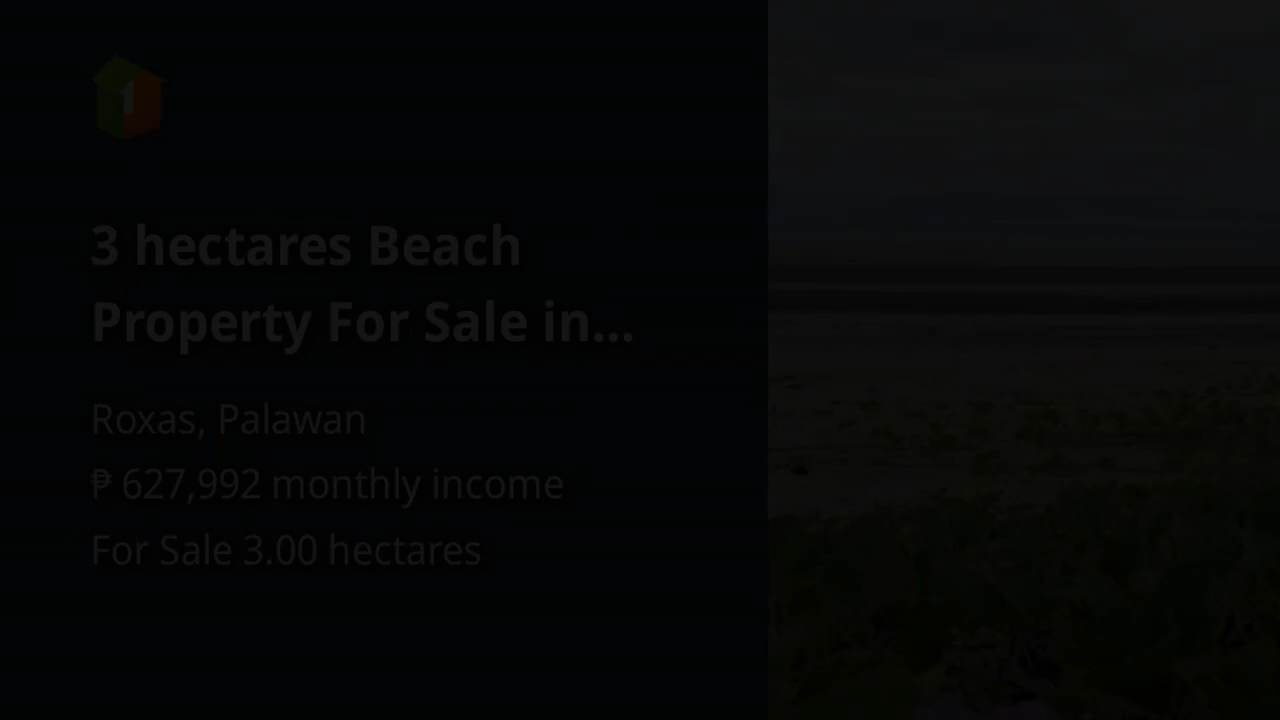 3 hectares Beach
Property For Sale in...
Roxas, Palawan
₱ 627,992 monthly income
For Sale 3.00 hectares